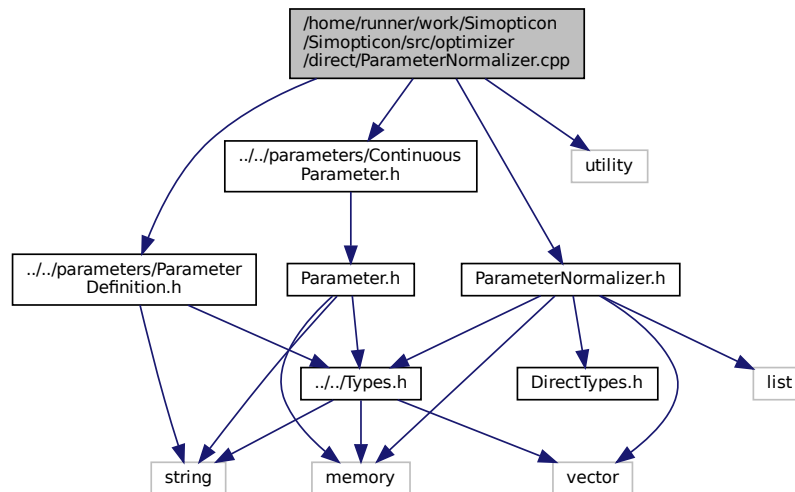 /home/runner/work/Simopticon
/Simopticon/src/optimizer
/direct/ParameterNormalizer.cpp
../../parameters/Continuous
Parameter.h
utility
../../parameters/Parameter
Definition.h
Parameter.h
ParameterNormalizer.h
../../Types.h
DirectTypes.h
list
string
memory
vector